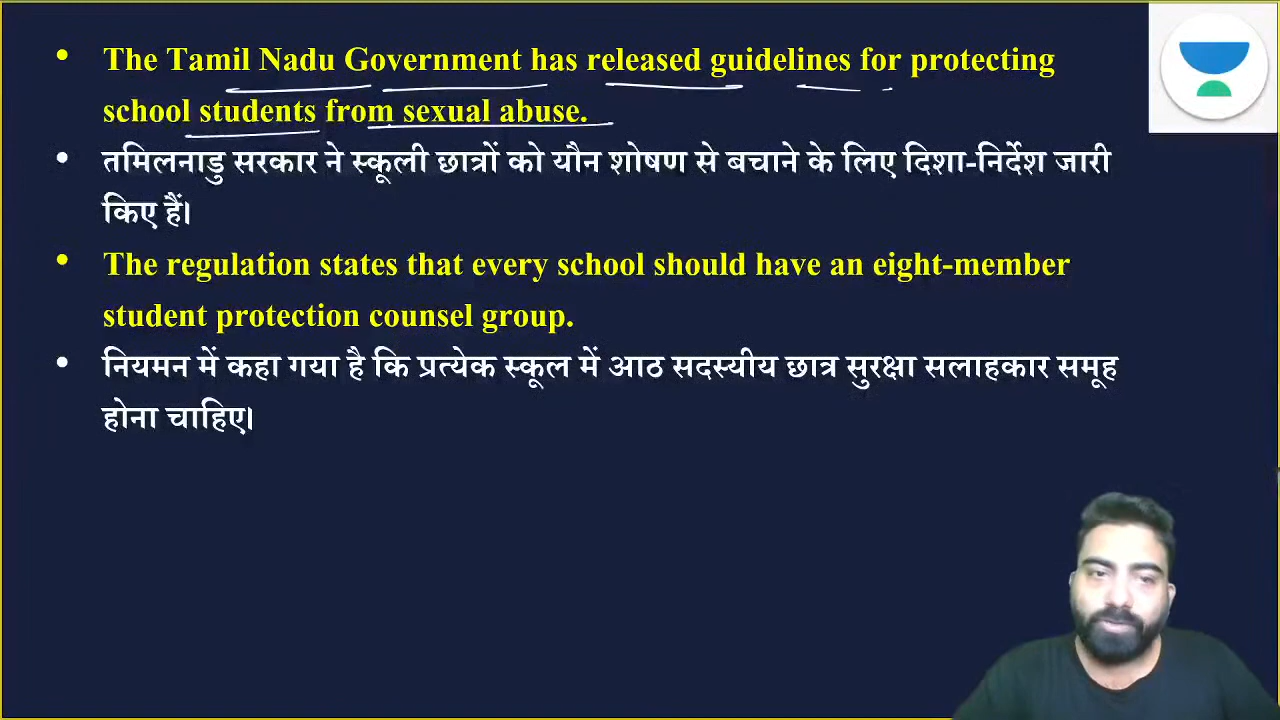 The Tamil Nadu Government has released guidelines for protecting
school students from sexual abuse.
तमिलनाडु सरकार ने स्कूली छात्रों को यौन शोषण से बचाने के लिए दिशा-निर्देश जारी
किए हैं।
The regulation states that every school should have an eight-member
student protection counsel group.
नियमन में कहा गया है कि प्रत्येक स्कूल में आठ सदस्यीय छात्र सुरक्षा सलाहकार समूह
होना चाहिए।